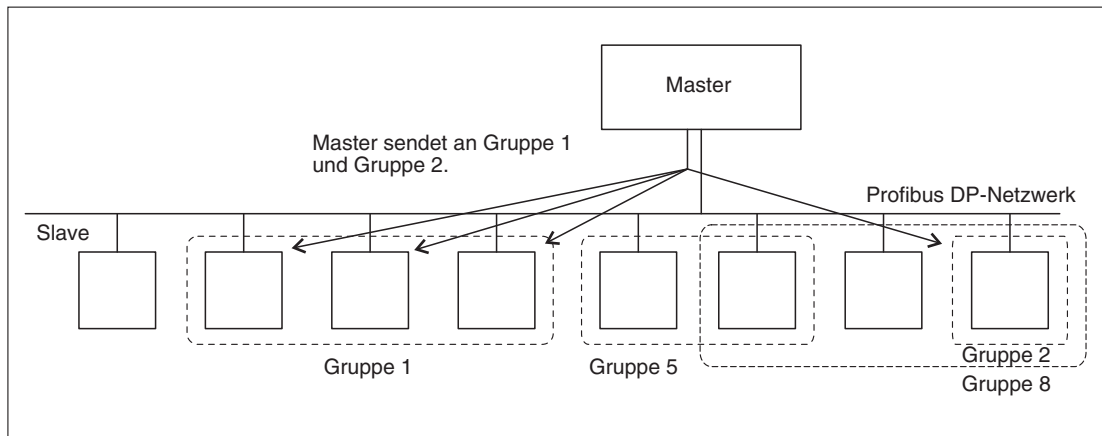 Master
Master sendet an Gruppe 1
und Gruppe 2.
Profibus DP-Netzwerk
Slave
Gruppe 1
Gruppe 5
Gruppe 2
Gruppe 8